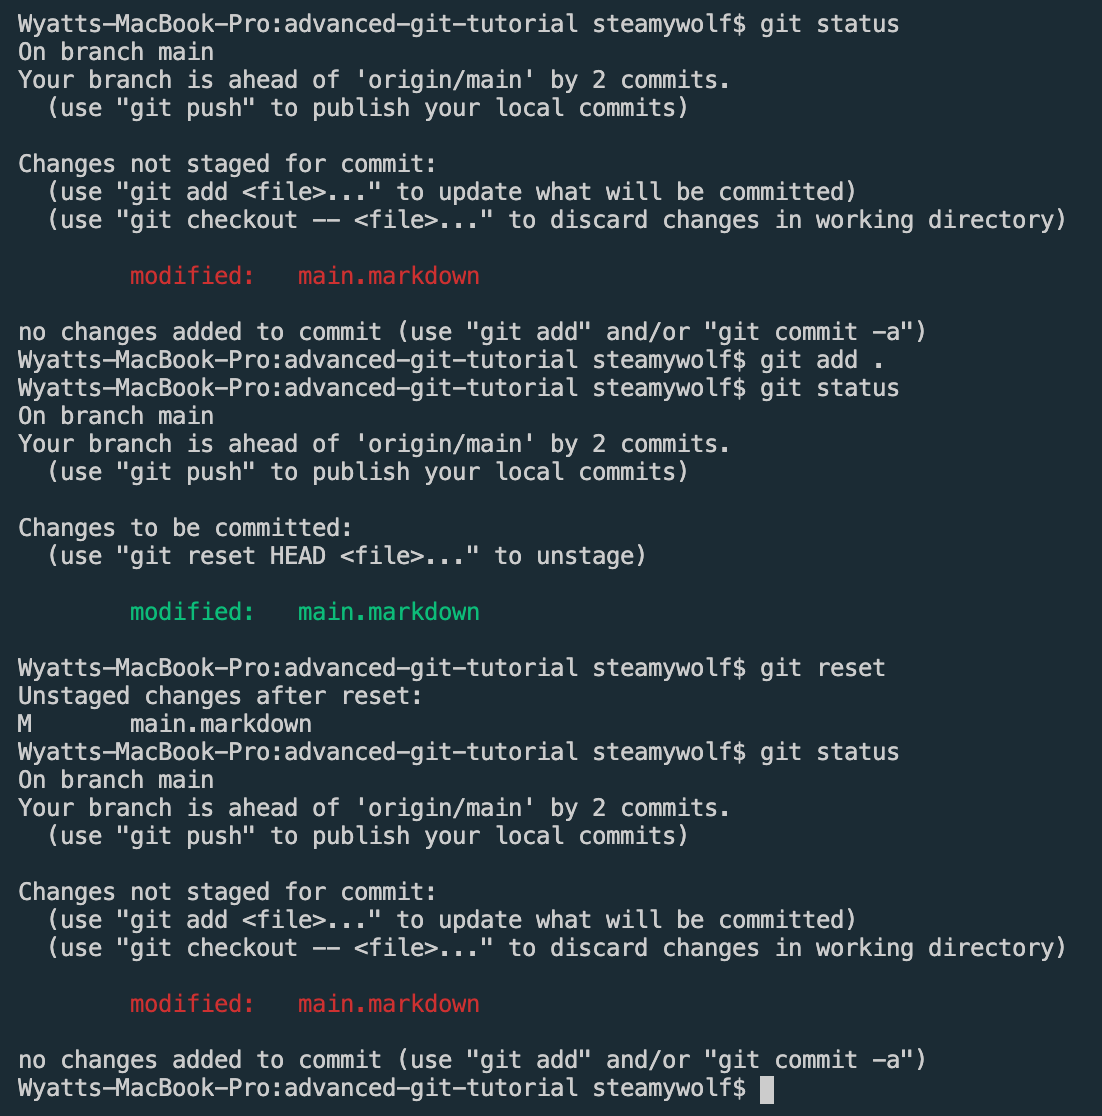 Wyatts-MacBook-Pro:advanced-git-tutorial steamywolf$ git status
On branch main
Your branch is ahead of 'origin/main' by 2 commits.
  (use "git push" to publish your local commits)

Changes not staged for commit:
  (use "git add <file>..." to update what will be committed)
  (use "git checkout -- <file>..." to discard changes in working directory)

        modified:   main.markdown

no changes added to commit (use "git add" and/or "git commit -a")
Wyatts-MacBook-Pro:advanced-git-tutorial steamywolf$ git add .
Wyatts-MacBook-Pro:advanced-git-tutorial steamywolf$ git status
On branch main
Your branch is ahead of 'origin/main' by 2 commits.
  (use "git push" to publish your local commits)

Changes to be committed:
  (use "git reset HEAD <file>..." to unstage)

        modified:   main.markdown

Wyatts-MacBook-Pro:advanced-git-tutorial steamywolf$ git reset
Unstaged changes after reset:
M       main.markdown
Wyatts-MacBook-Pro:advanced-git-tutorial steamywolf$ git status
On branch main
Your branch is ahead of 'origin/main' by 2 commits.
  (use "git push" to publish your local commits)

Changes not staged for commit:
  (use "git add <file>..." to update what will be committed)
  (use "git checkout -- <file>..." to discard changes in working directory)

        modified:   main.markdown

no changes added to commit (use "git add" and/or "git commit -a")
Wyatts-MacBook-Pro:advanced-git-tutorial steamywolf$